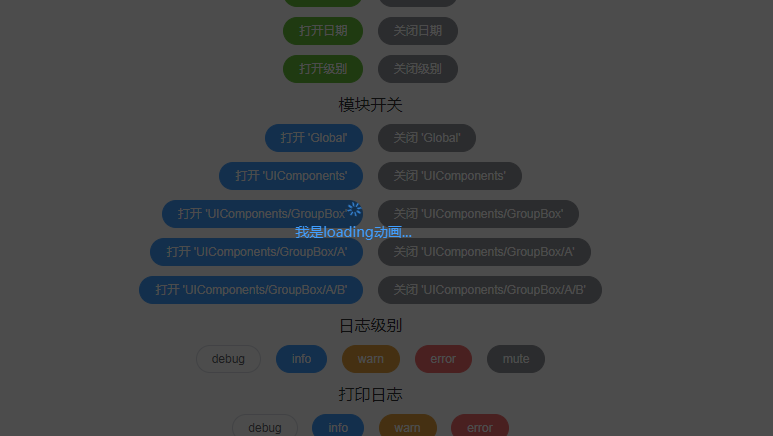 打开日期 关闭日期
打开级别 关闭级别
模块开关
打开 'Global' 关闭 'Global'
打开 'UIComponents' 关闭 'UIComponents'
打开 'UIComponents/GroupBox' 关闭 'UIComponents/GroupBox'
我是loading动画...
打开 'UIComponents/GroupBox/A' 关闭 'UIComponents/GroupBox/A'
打开 'UIComponents/GroupBox/A/B' 关闭 'UIComponents/GroupBox/A/B'
日志级别
debug info warn error mute
打印日志
debug info warn error